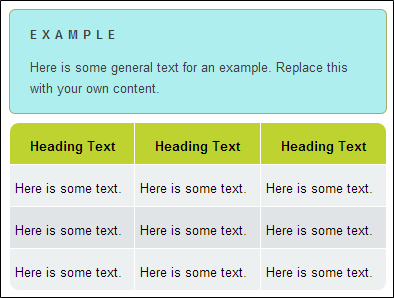 EXAMPLE
Here is some general text for an example. Replace this
with your own content.
Heading Text Heading Text Heading Text
Here is some text. Here is some text. Here is some text.
Here is some text. Here is some text. Here is some text.
Here is some text. Here is some text. Here is some text.